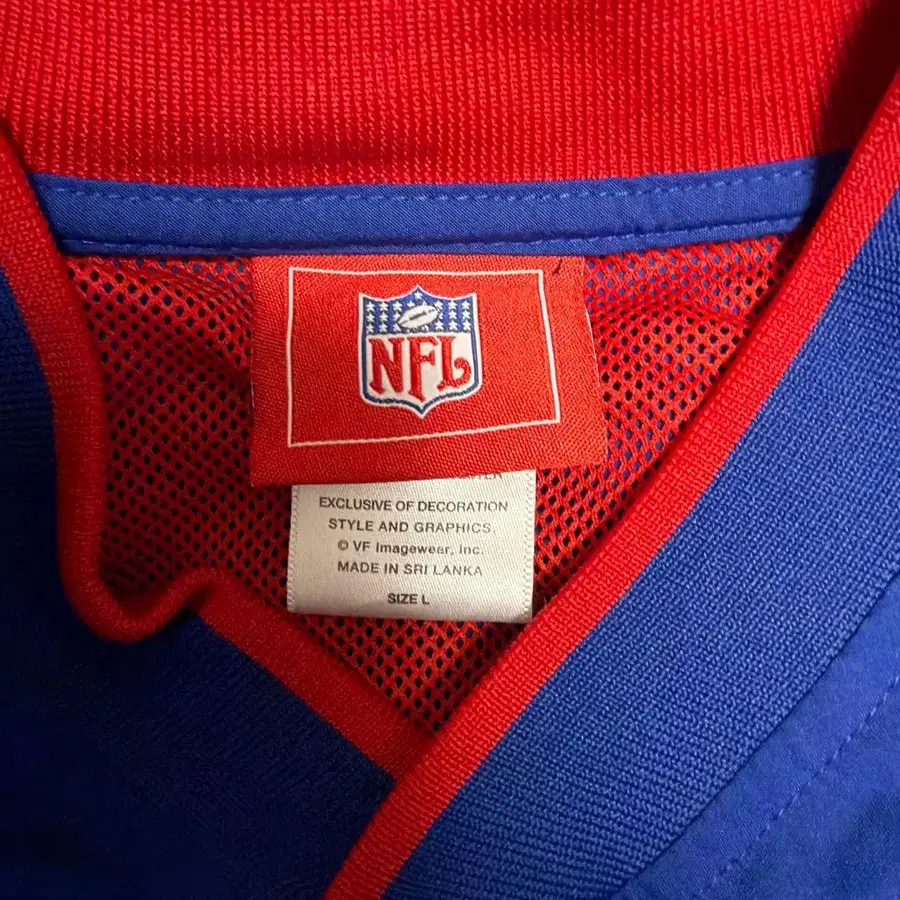 NFL
EXCLUSIVE OF DECORATION
STYLE AND GRAPHICS.
© VF Imagewear, Inc.
MADE IN SRI LANKA
SIZE L